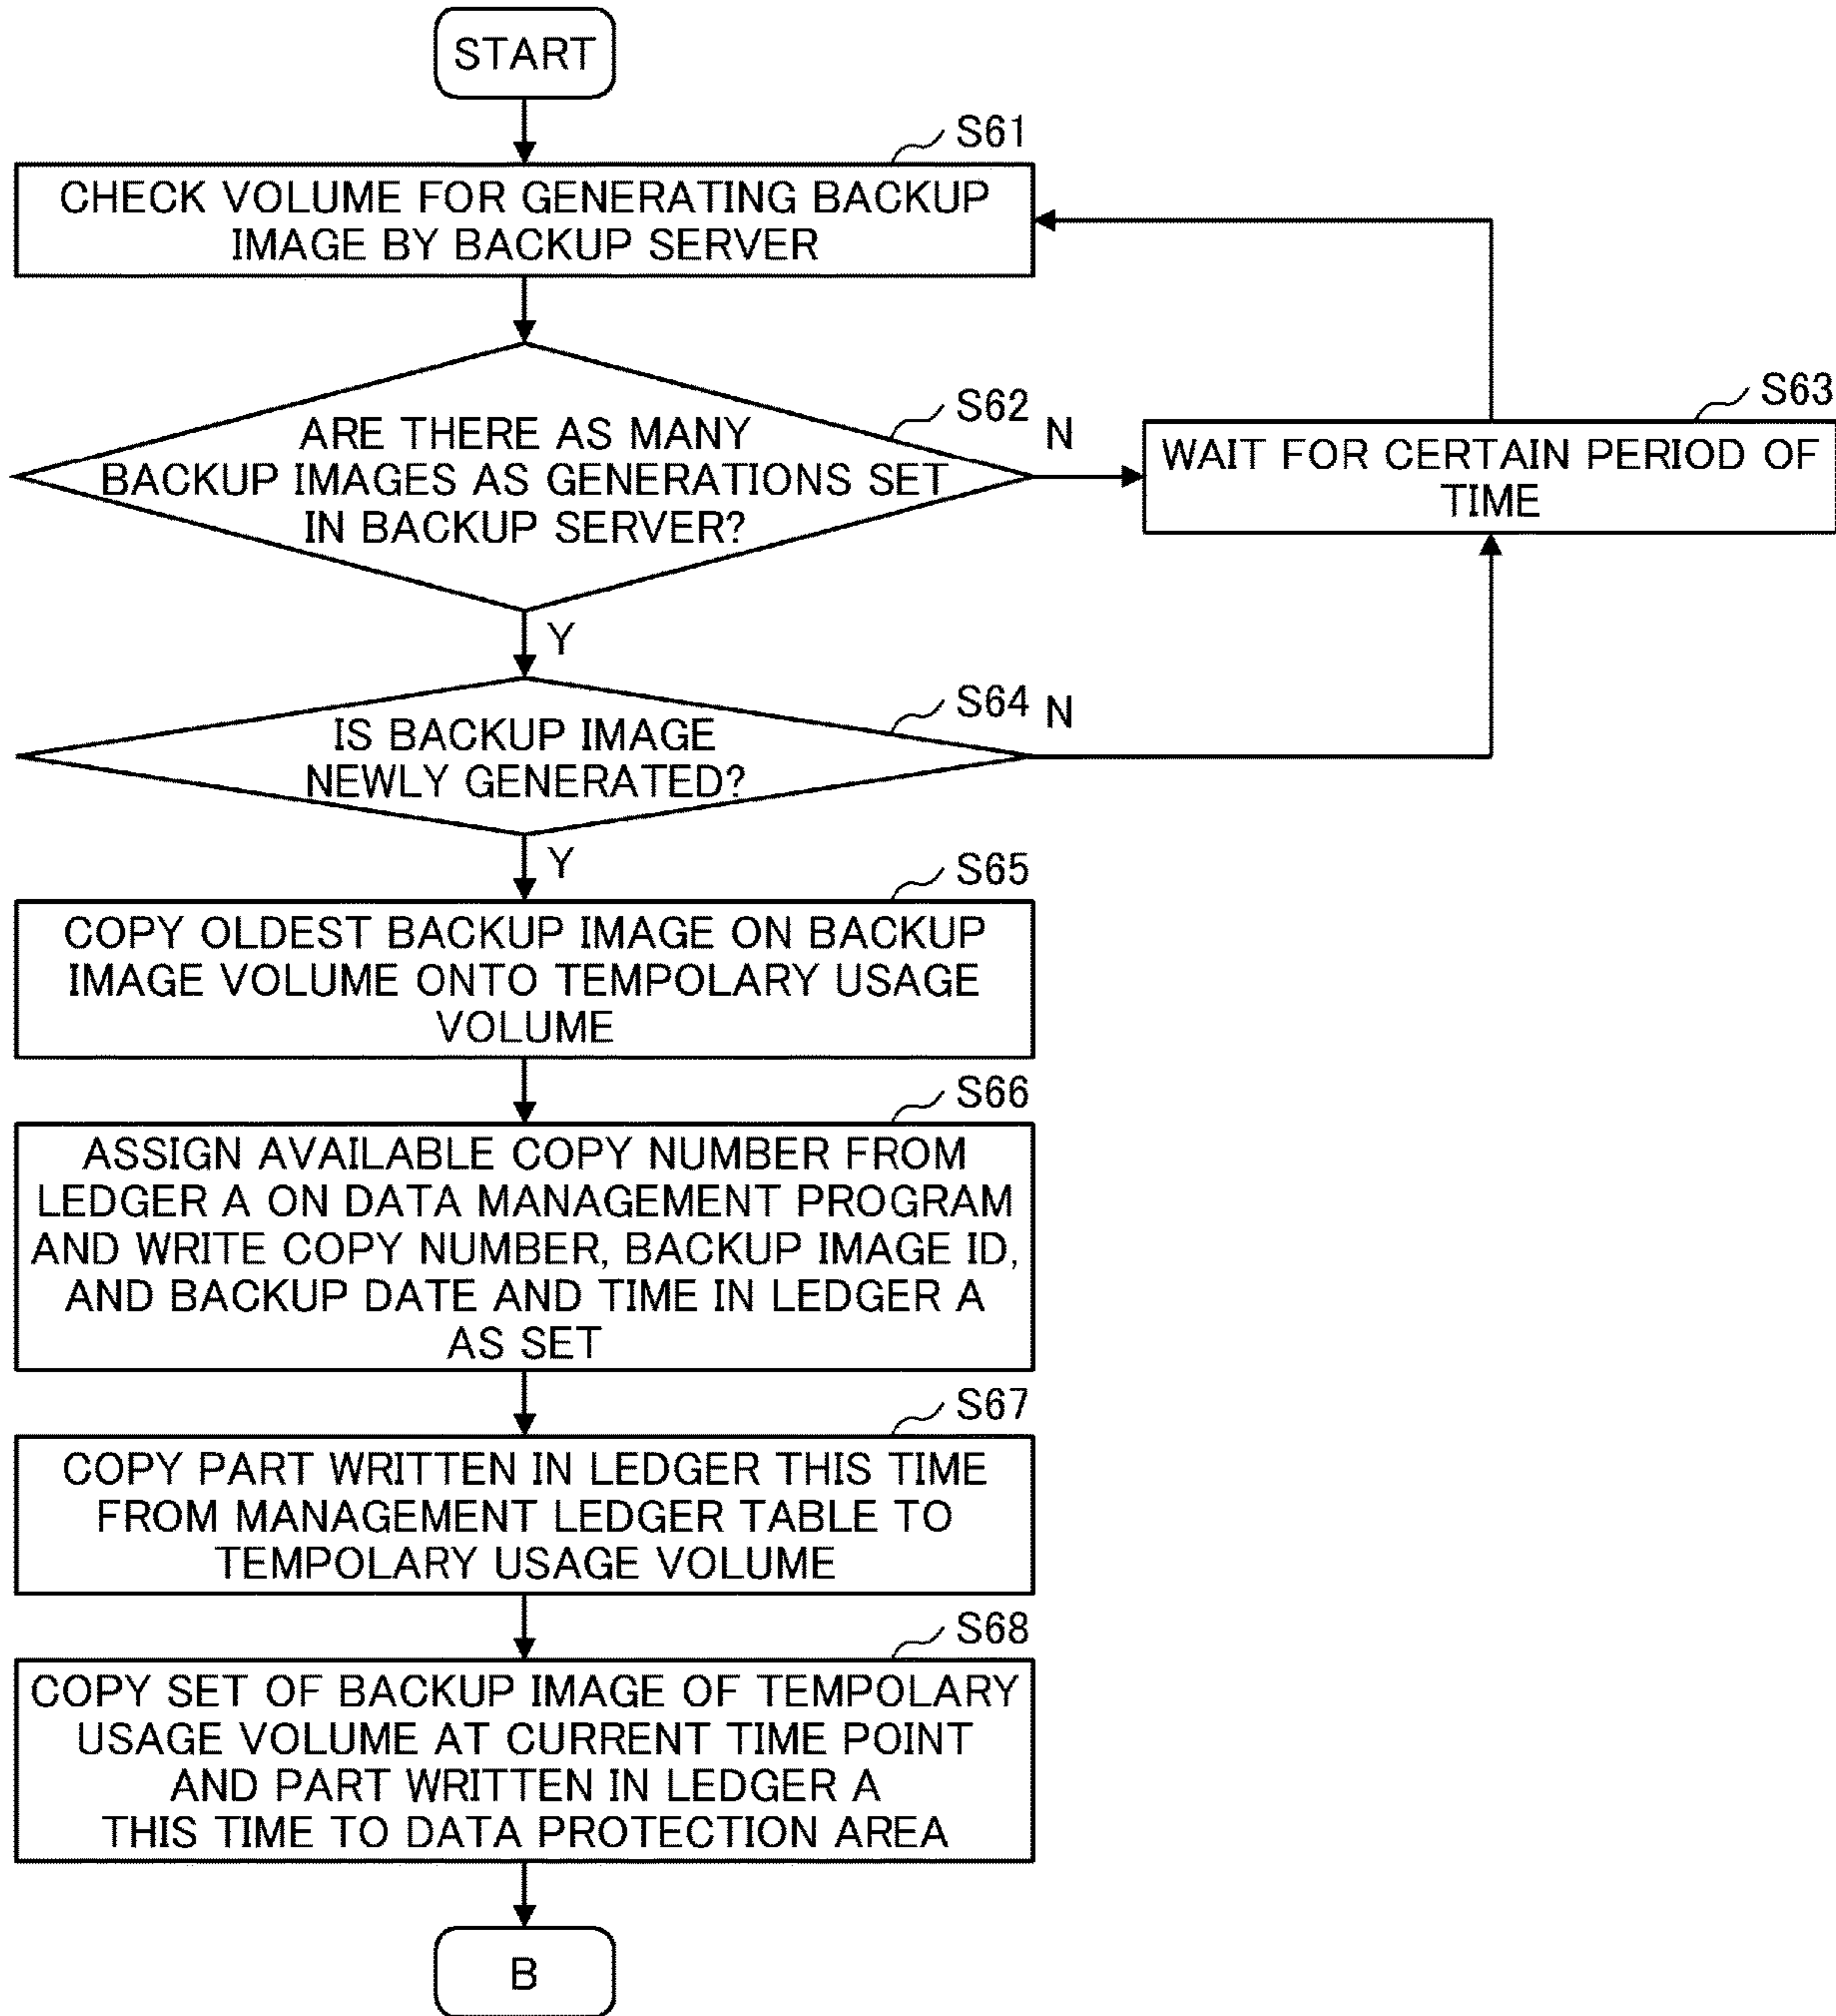 START
S61
CHECK VOLUME FOR GENERATING BACKUP
IMAGE BY BACKUP SERVER
S62
N
ARE THERE AS MANY
BACKUP IMAGES AS GENERATIONS SET
IN BACKUP SERVER?
S63
WAIT FOR CERTAIN PERIOD OF
TIME
Y
S64
N
IS BACKUP IMAGE
NEWLY GENERATED?
Y
S65
COPY OLDEST BACKUP IMAGE ON BACKUP
IMAGE VOLUME ONTO TEMPOLARY USAGE
VOLUME
S66
ASSIGN AVAILABLE COPY NUMBER FROM
LEDGER A ON DATA MANAGEMENT PROGRAM
AND WRITE COPY NUMBER, BACKUP IMAGE ID,
AND BACKUP DATE AND TIME IN LEDGER A
AS SET
S67
COPY PART WRITTEN IN LEDGER THIS TIME
FROM MANAGEMENT LEDGER TABLE TO
TEMPOLARY USAGE VOLUME
S68
COPY SET OF BACKUP IMAGE OF TEMPOLARY
USAGE VOLUME AT CURRENT TIME POINT
AND PART WRITTEN IN LEDGER A
THIS TIME TO DATA PROTECTION AREA
B